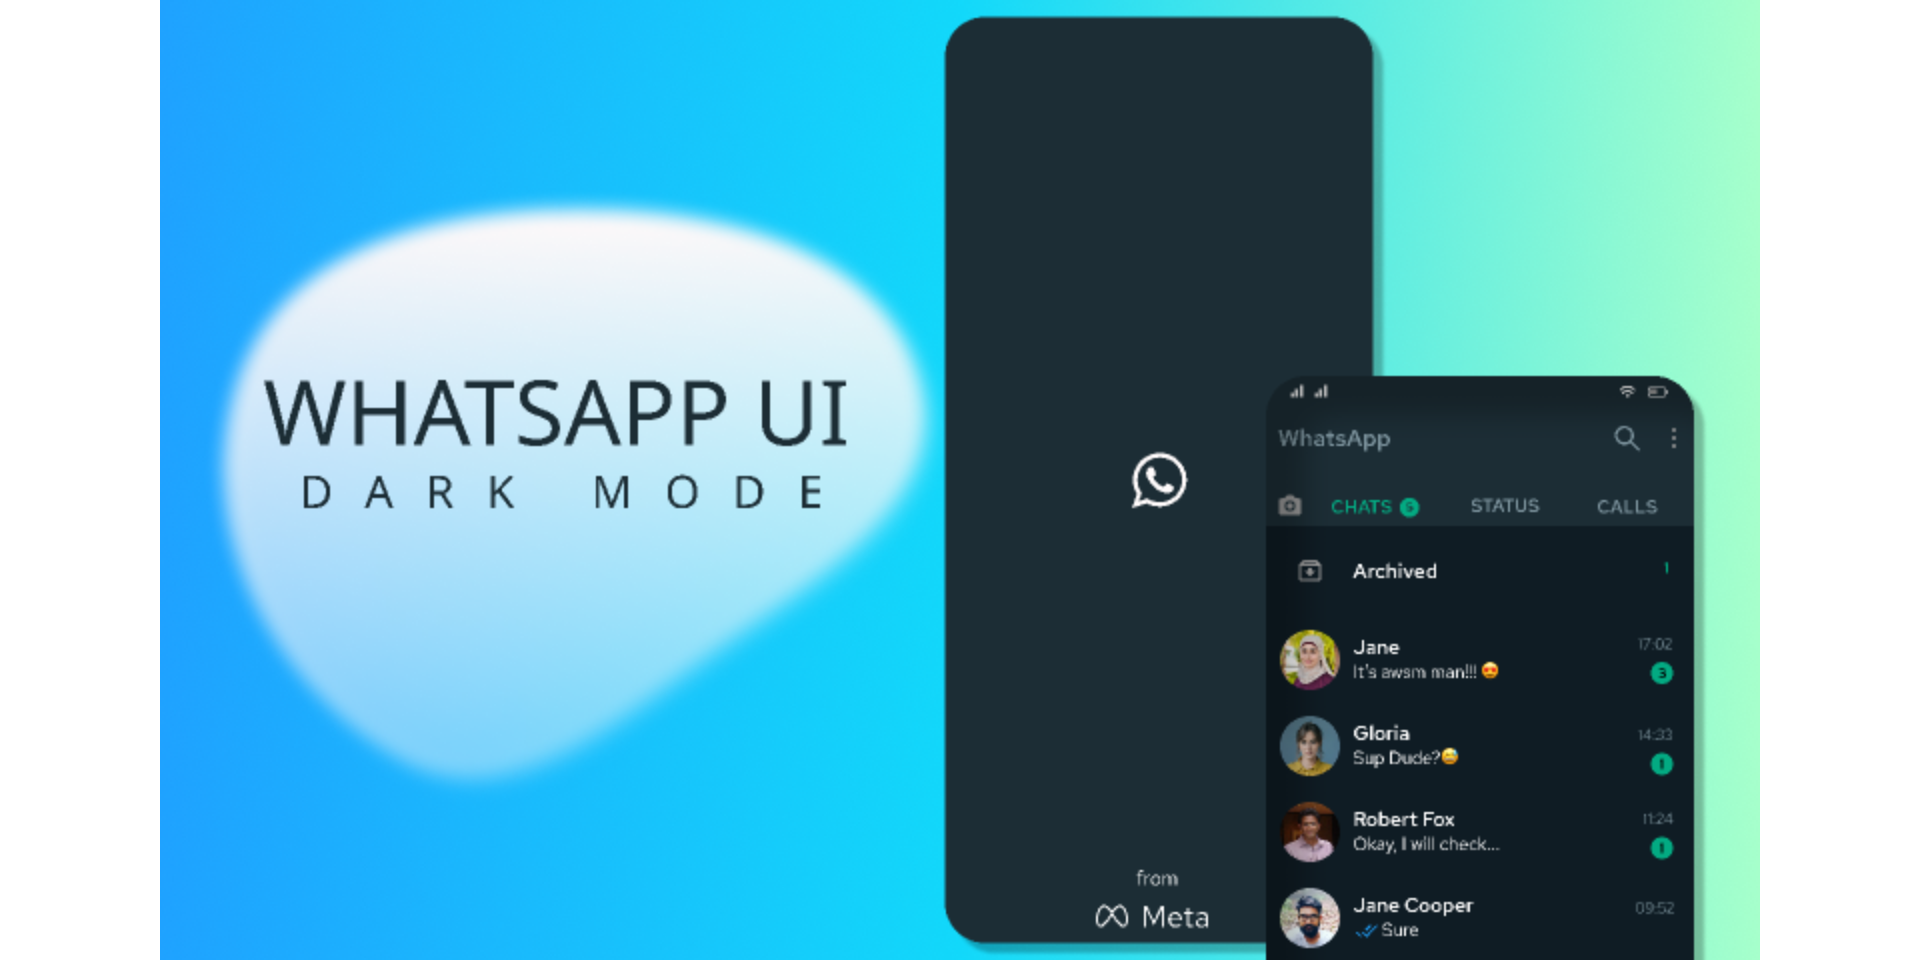 WHATSAPP UI
DARK MODE
from
Meta
WhatsApp
CHATS 5 STATUS CALLS
Archived 1
Jane 17:02
It's awsm man!!! 😍 3
Gloria 14:33
Sup Dude?😅 1
Robert Fox 11:24
Okay, I will check... 1
Jane Cooper 09:52
Sure